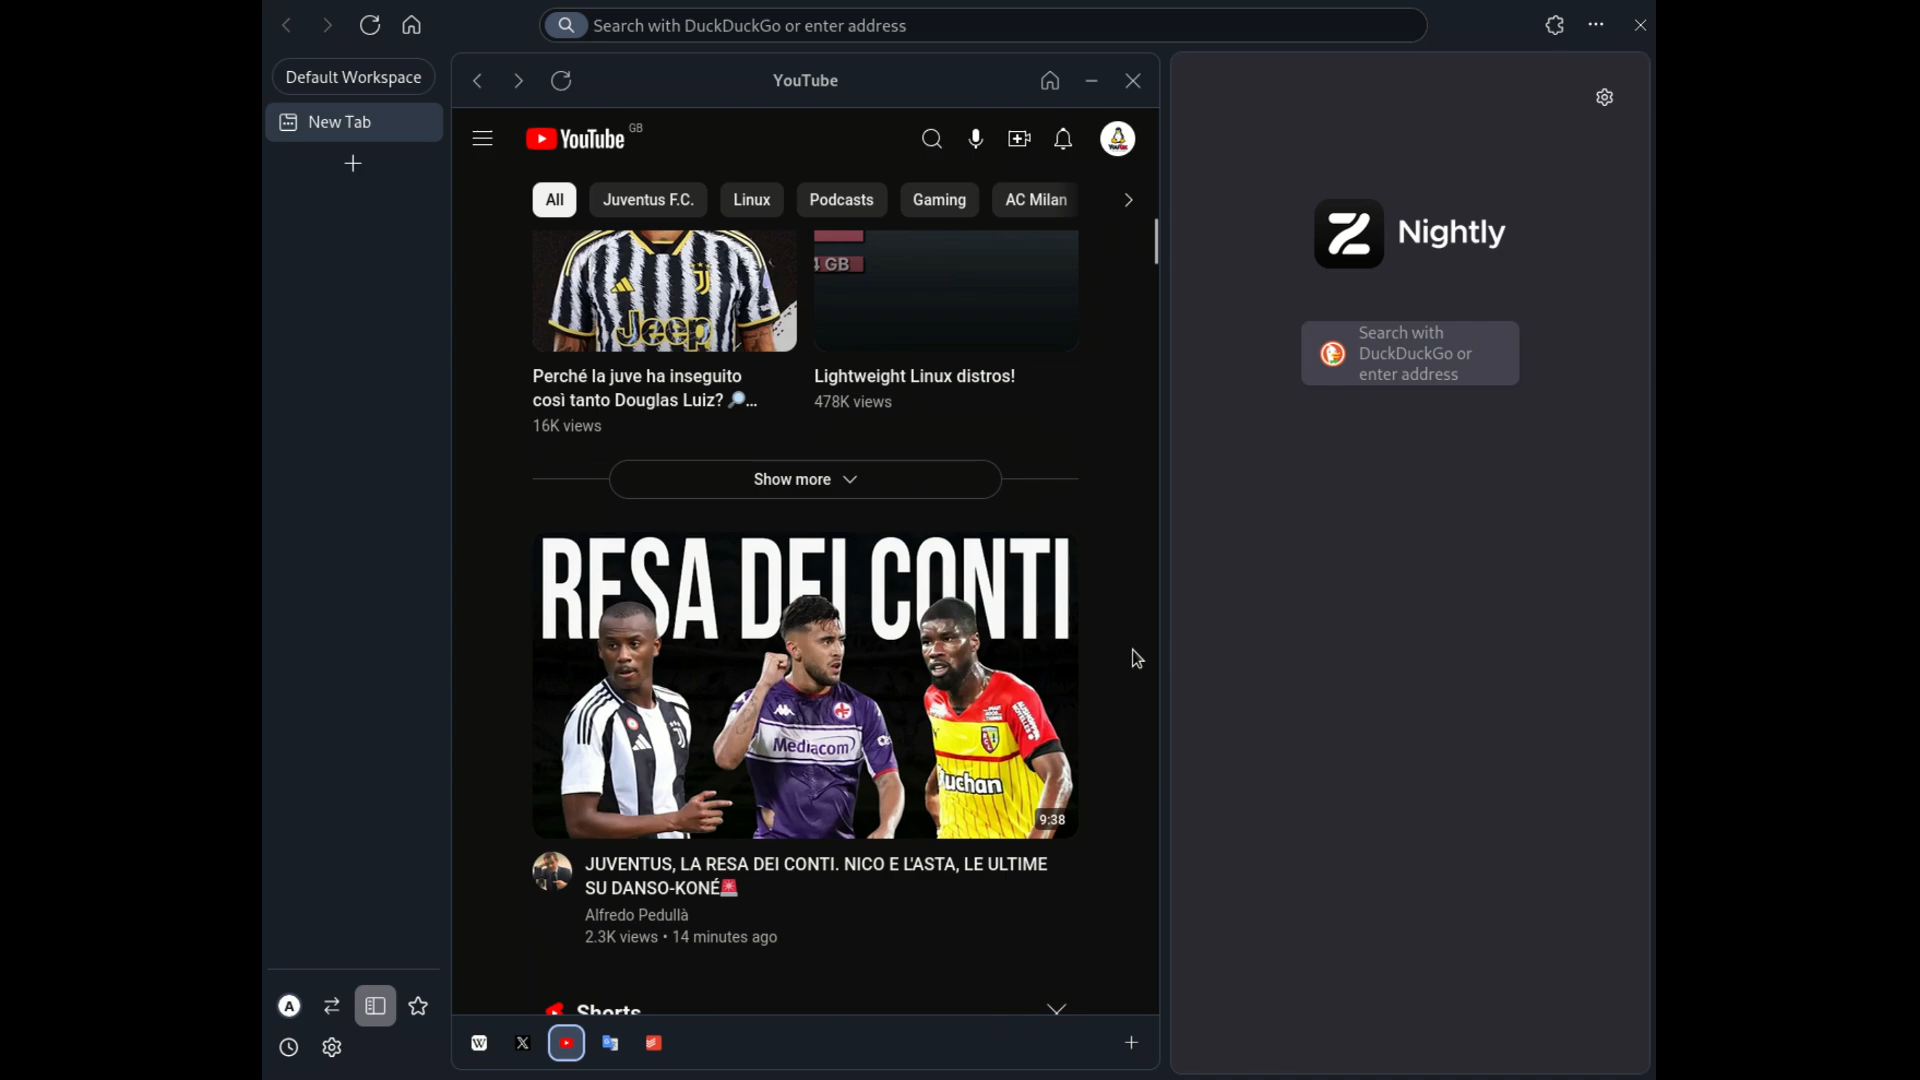 Search with DuckDuckGo or enter address
Default Workspace
New Tab
YouTube
YouTube GB
All
Juventus F.C.
Linux
Podcasts
Gaming
AC Milan
Jeep
4 GB
Perché la juve ha inseguito
così tanto Douglas Luiz? 🔎...
16K views
Lightweight Linux distros!
478K views
Show more
RESA DEI CONTI
Mediacom
Auchan
9:38
JUVENTUS, LA RESA DEI CONTI. NICO E L'ASTA, LE ULTIME
SU DANSO-KONÉ🚨
Alfredo Pedullà
2.3K views • 14 minutes ago
Shorts
A
W
X
Nightly
Search with
DuckDuckGo or
enter address